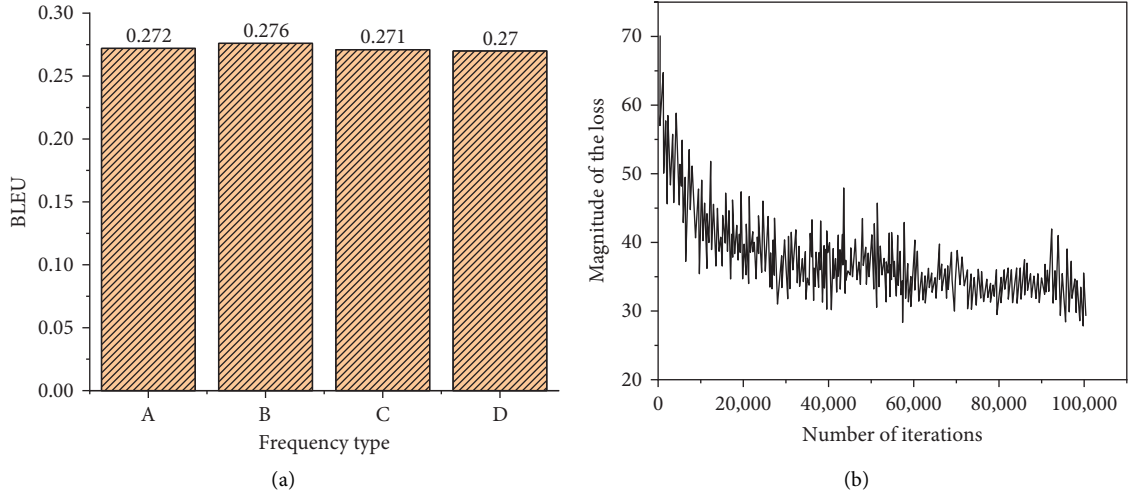 0.30
0.25
0.20
0.15
0.10
0.05
0.00
BLEU
0.272
0.276
0.271
0.27
A
B
C
D
Frequency type
(a)
70
60
50
40
30
20
Magnitude of the loss
0
20,000
40,000
60,000
80,000
100,000
Number of iterations
(b)